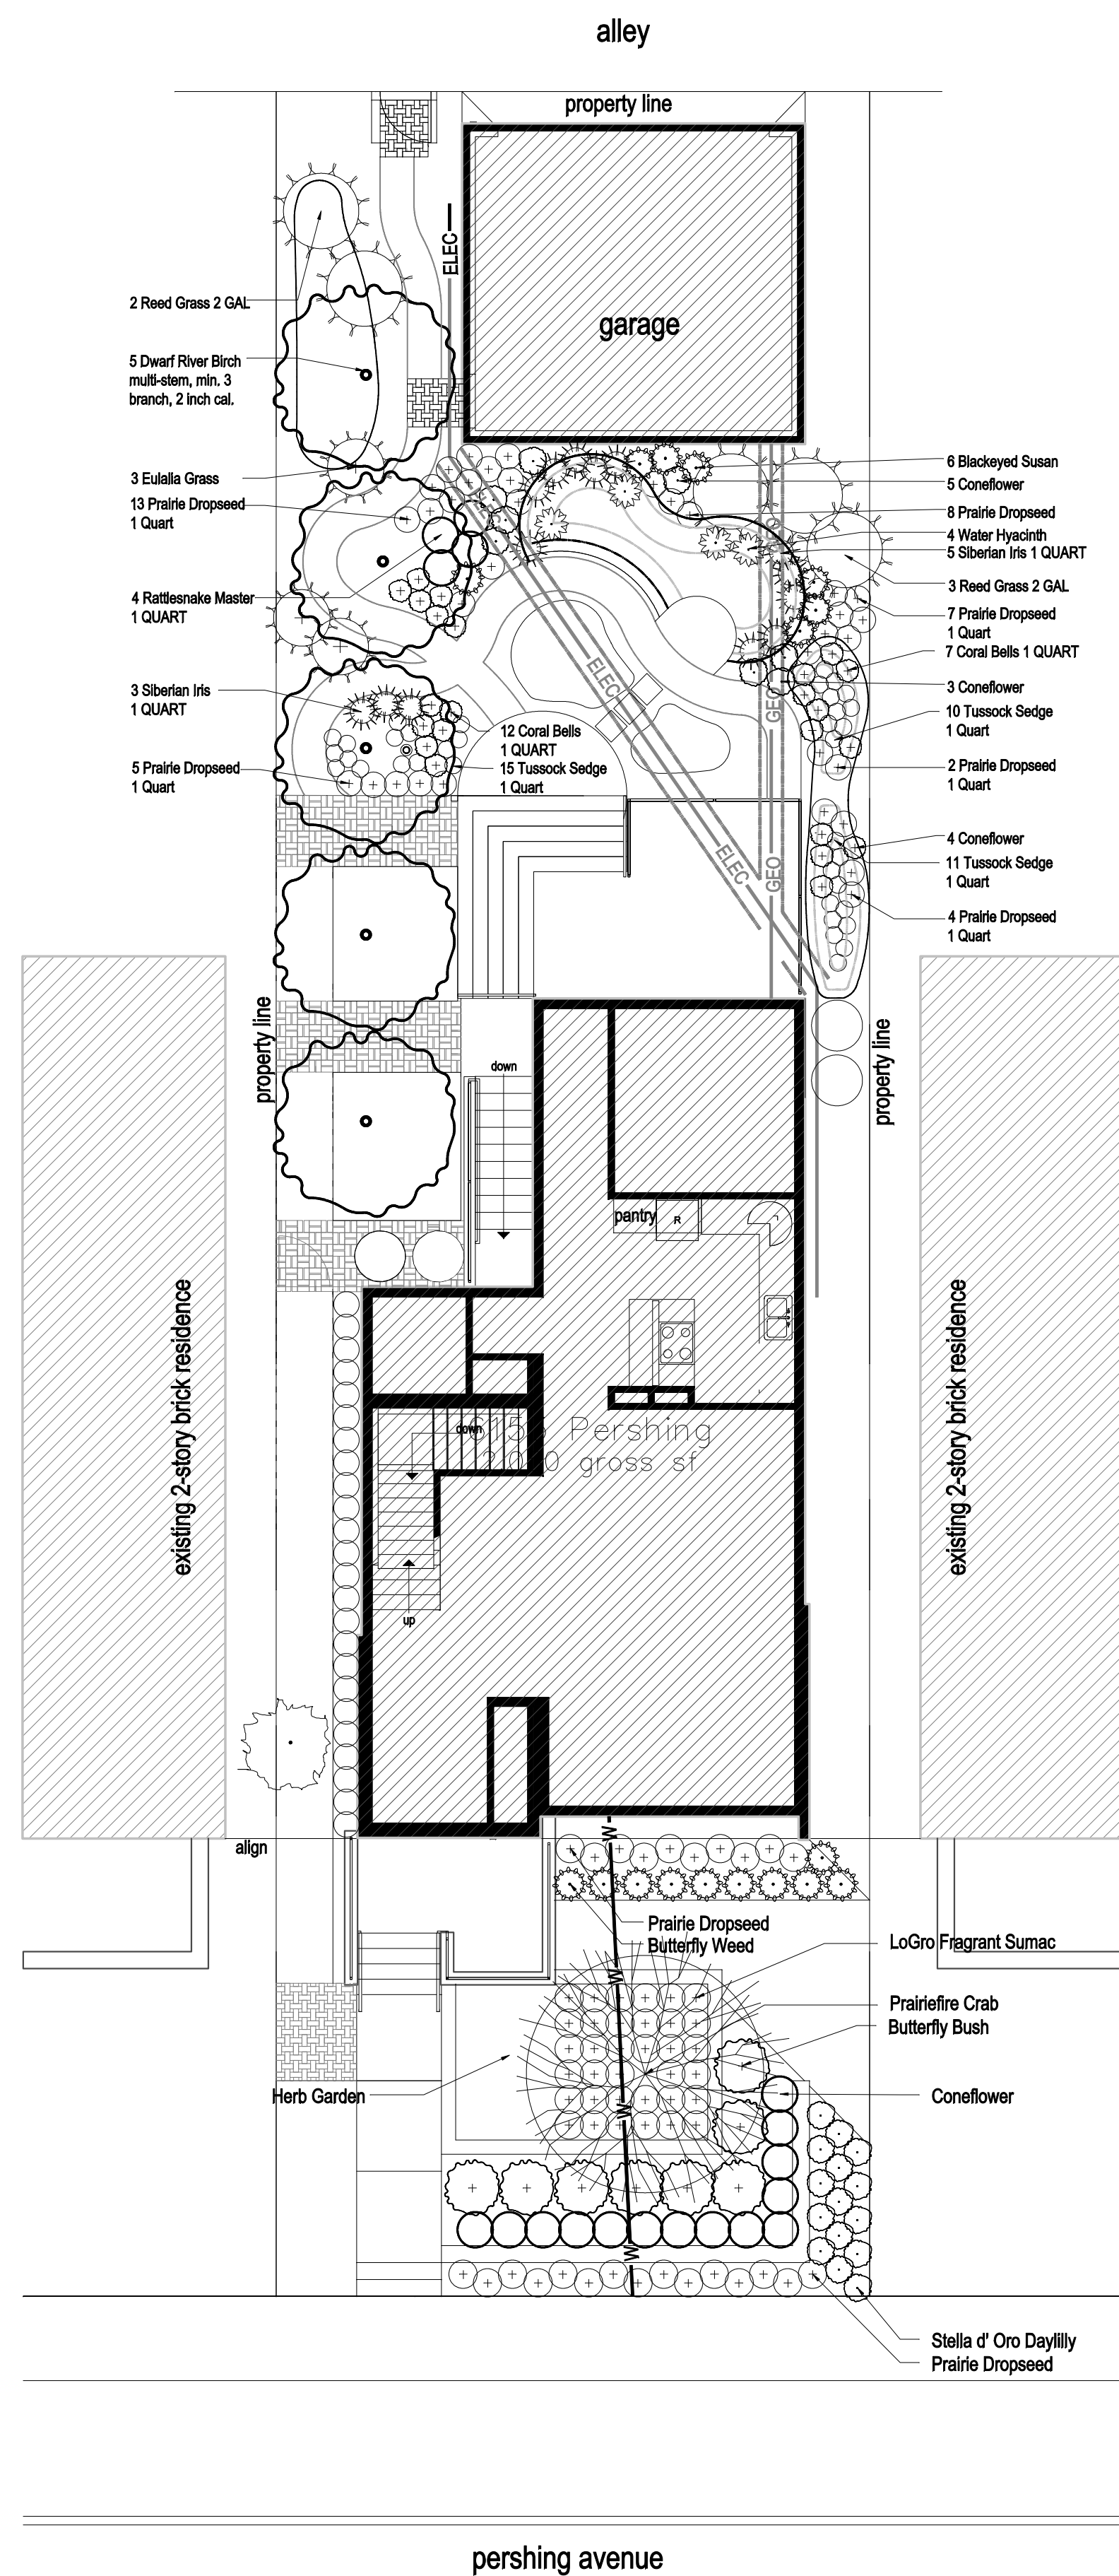 alley
property line
ELEC
garage
2 Reed Grass 2 GAL
5 Dwarf River Birch
multi-stem, min. 3
branch, 2 inch cal.
3 Eulalla Grass
13 Prairie Dropseed
1 Quart
4 Rattlesnake Master
1 QUART
3 Siberian Iris
1 QUART
5 Prairie Dropseed
1 Quart
12 Coral Bells
1 QUART
15 Tussock Sedge
1 Quart
6 Blackeyed Susan
5 Coneflower
8 Prairie Dropseed
4 Water Hyacinth
5 Siberian Iris 1 QUART
3 Reed Grass 2 GAL
7 Prairie Dropseed
1 Quart
7 Coral Bells 1 QUART
3 Coneflower
10 Tussock Sedge
1 Quart
2 Prairie Dropseed
1 Quart
4 Coneflower
11 Tussock Sedge
1 Quart
4 Prairie Dropseed
1 Quart
ELEC
GEO
ELEC
GEO
property line
property line
down
pantry
R
existing 2-story brick residence
existing 2-story brick residence
down
Pershing
gross sf
up
align
W
Prairie Dropseed
Butterfly Weed
LoGro Fragrant Sumac
W
Prairiefire Crab
Butterfly Bush
Herb Garden
Coneflower
W
W
Stella d' Oro Daylilly
Prairie Dropseed
pershing avenue